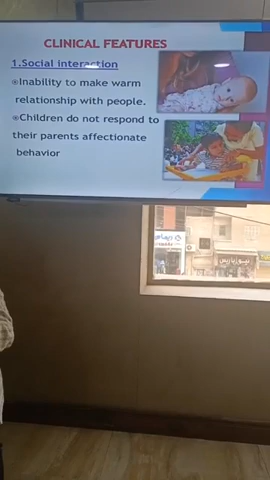 CLINICAL FEATURES
1.Social interaction
Inability to make warm
relationship with people.
Children do not respond to
their parents affectionate
behavior